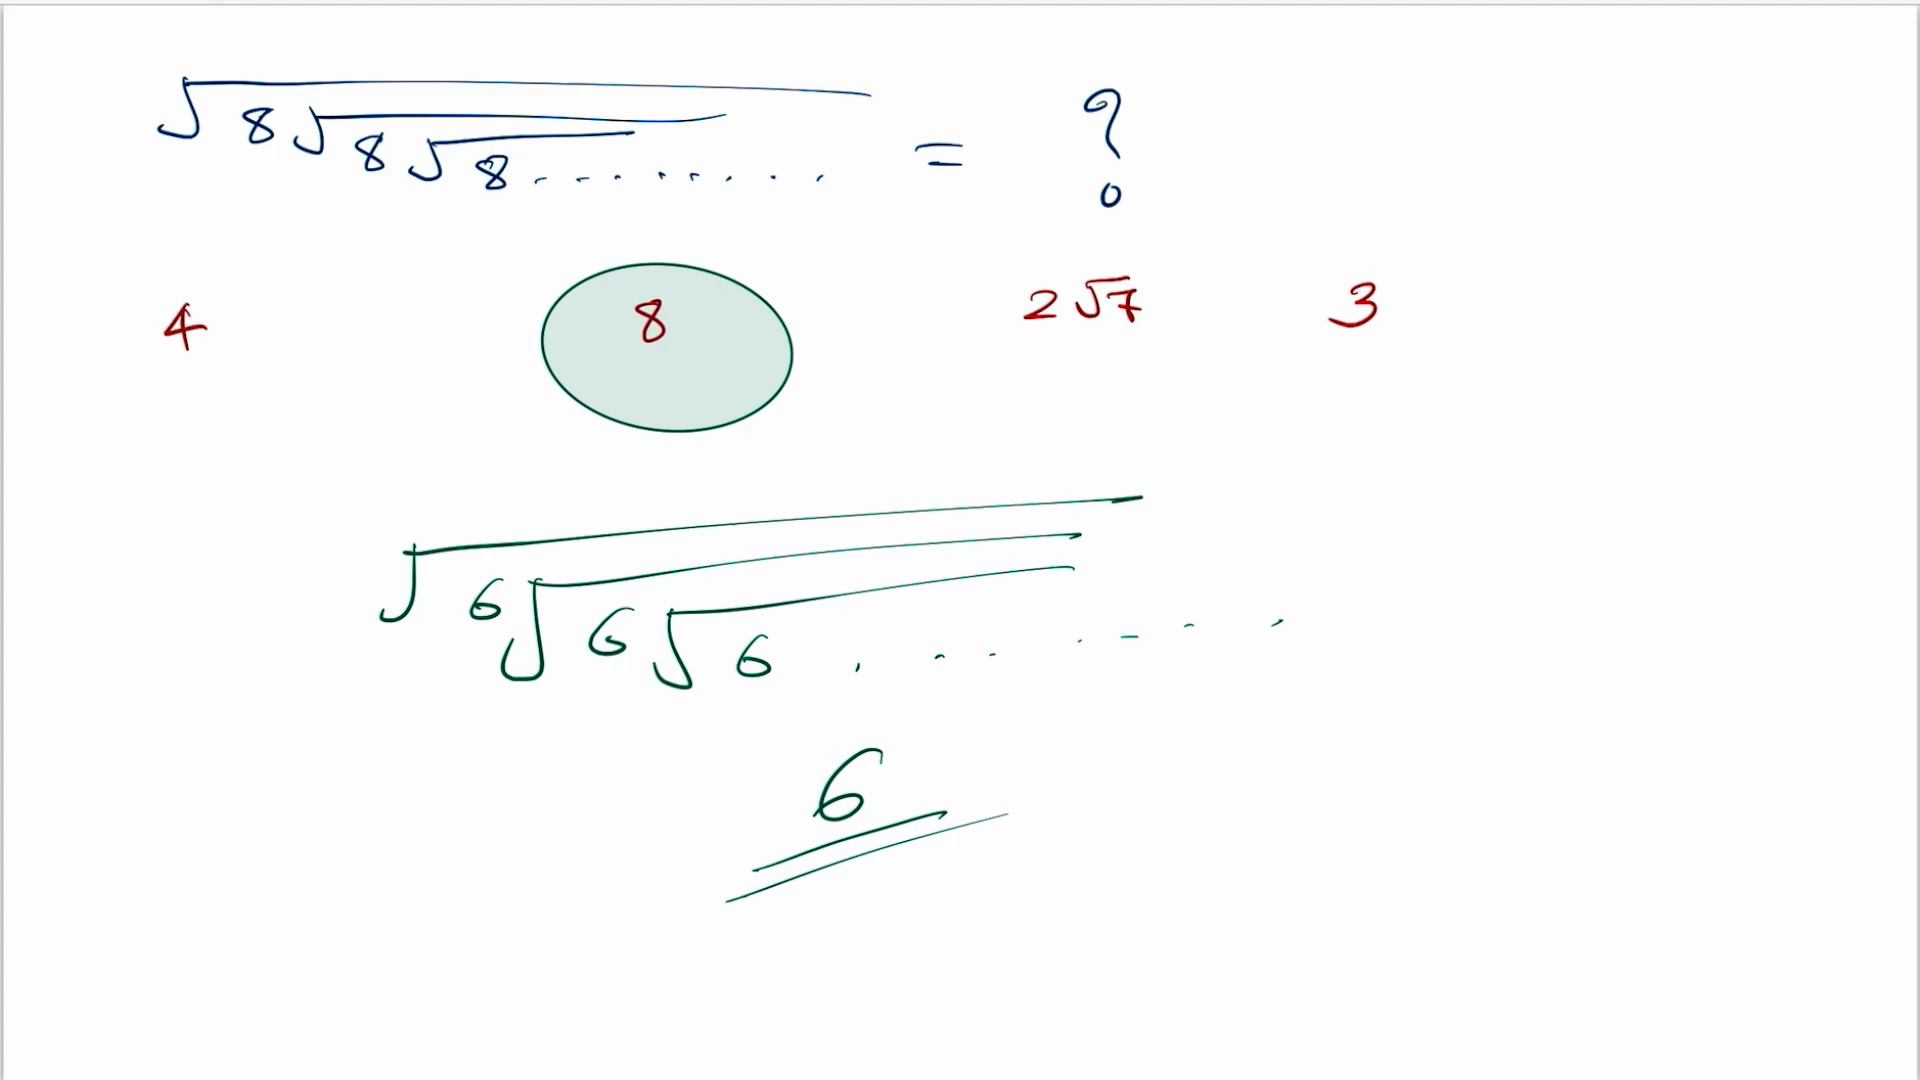 √8√8√8........ = ?
4 8 2√7 3
√6√6√6........
6